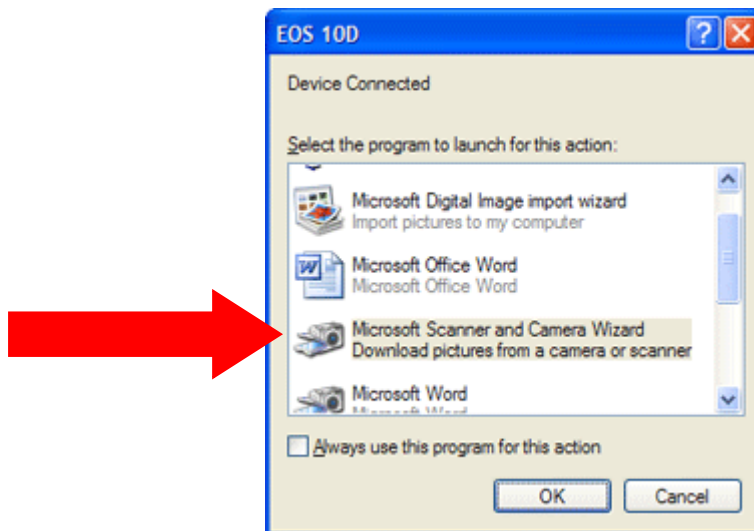 EOS 10D
Device Connected
Select the program to launch for this action:
Microsoft Digital Image import wizard
Import pictures to my computer
Microsoft Office Word
Microsoft Office Word
Microsoft Scanner and Camera Wizard
Download pictures from a camera or scanner
Microsoft Word
Microsoft Word
Always use this program for this action
OK Cancel